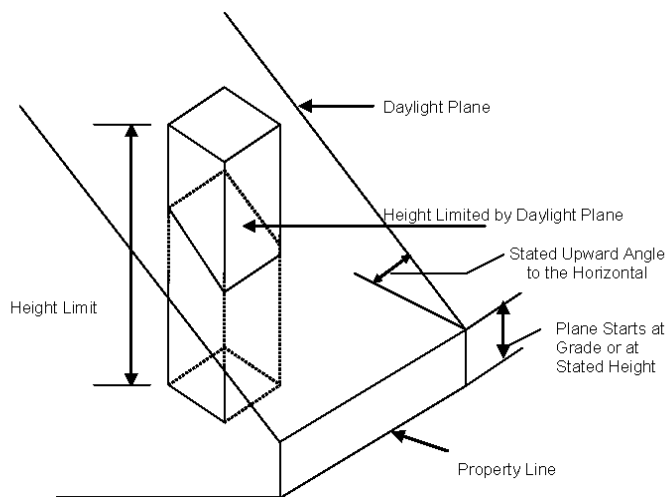 Daylight Plane
Height Limited by Daylight Plane
Stated Upward Angle
to the Horizontal
Height Limit
Plane Starts at
Grade or at
Stated Height
Property Line